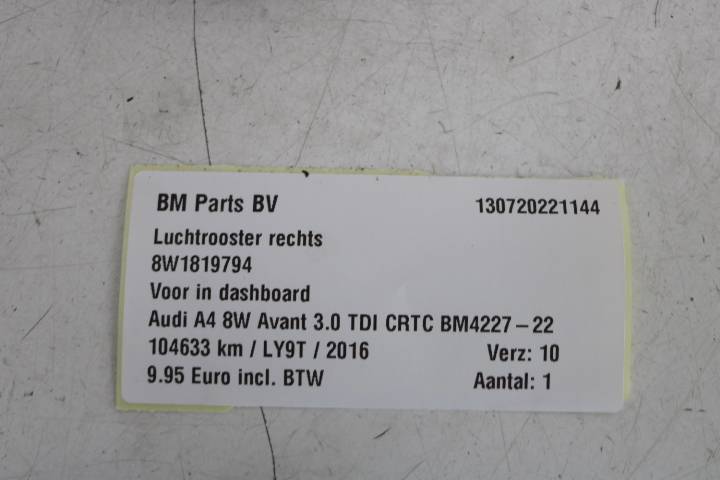 BM Parts BV 130720221144
Luchtrooster rechts
8W1819794
Voor in dashboard
Audi A4 8W Avant 3.0 TDI CRTC BM4227 – 22
104633 km / LY9T / 2016 Verz: 10
9.95 Euro incl. BTW Aantal: 1